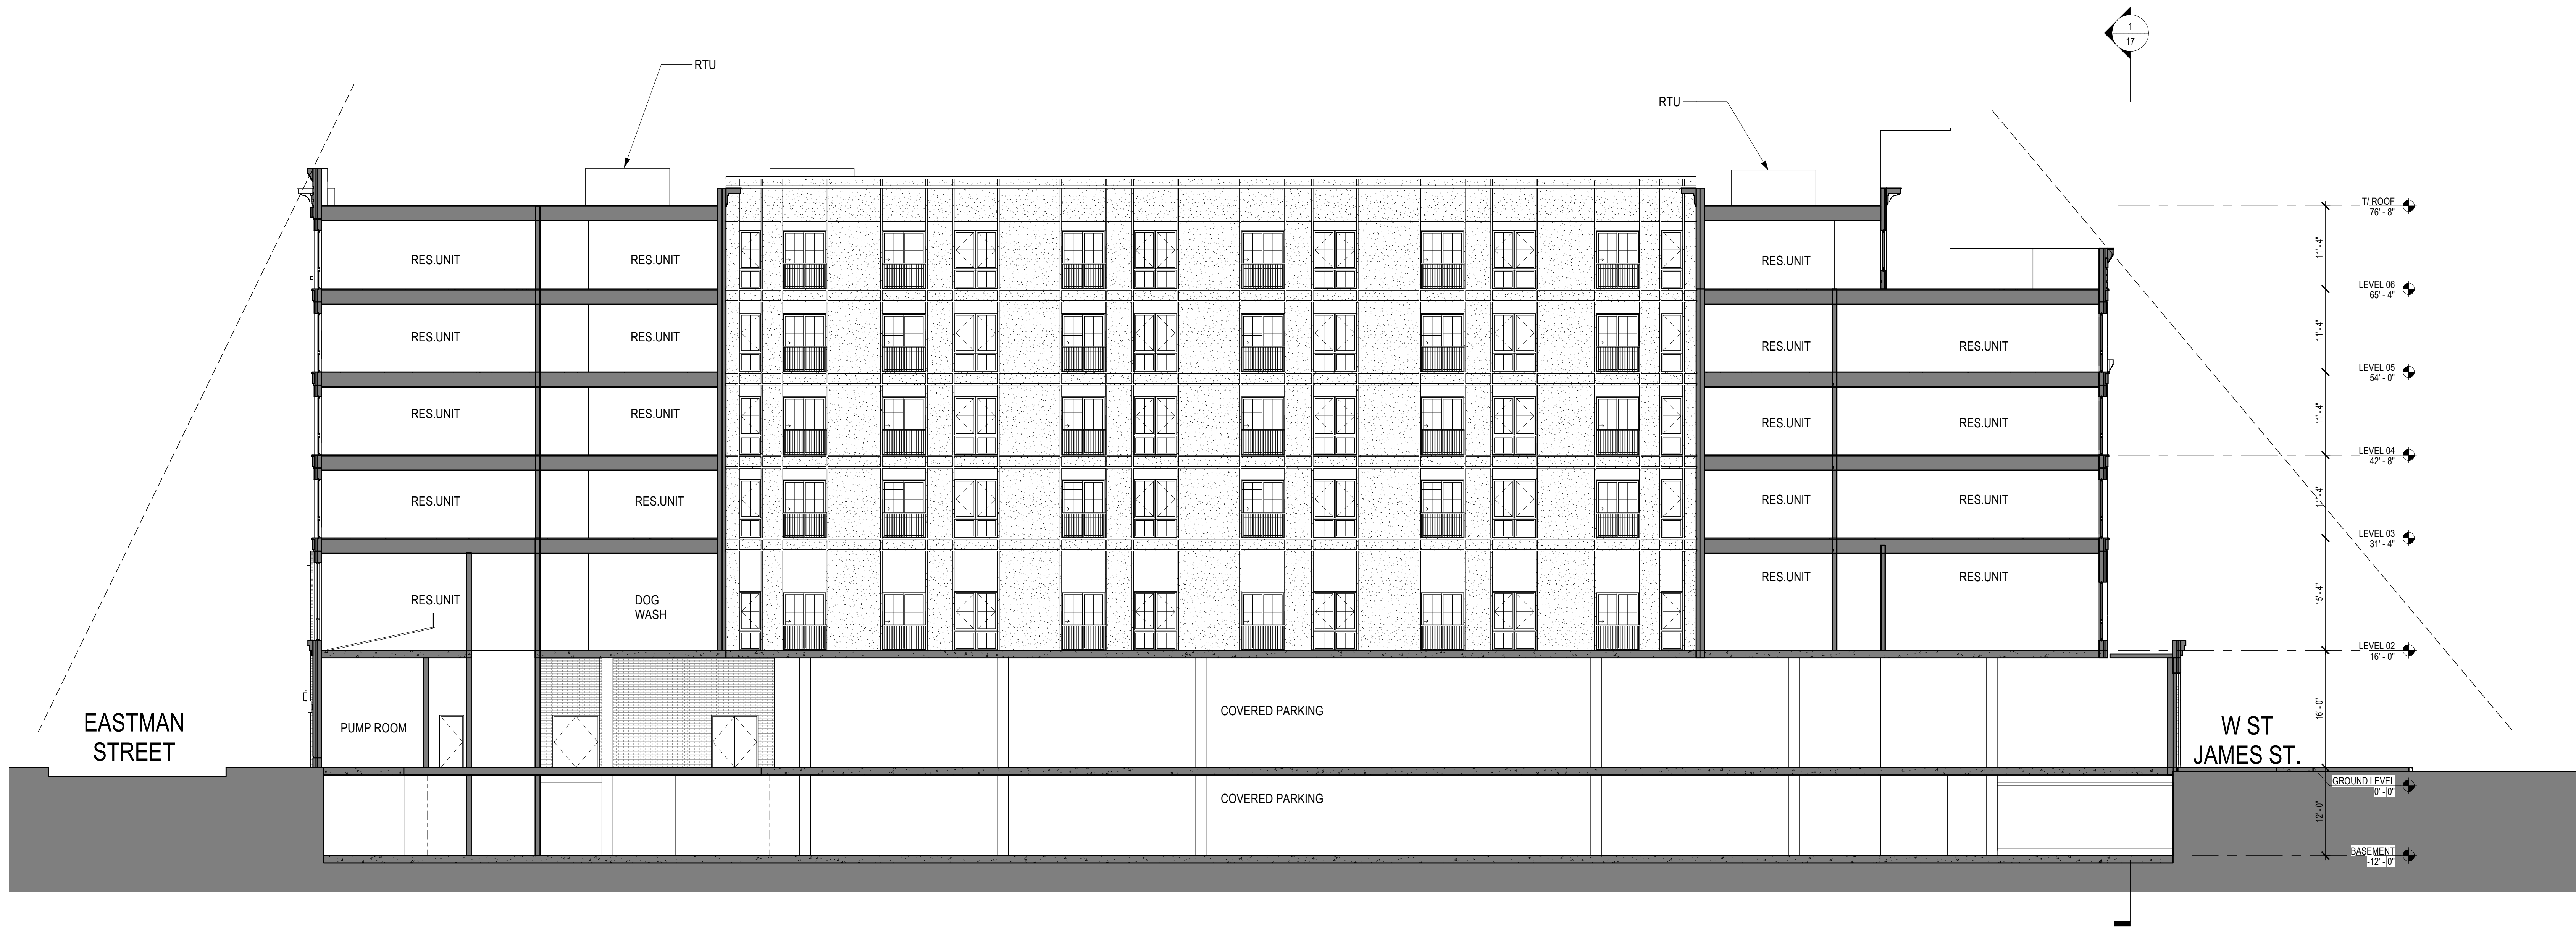 1
17
RTU
RTU
T/ ROOF
76' - 8"
11' - 4"
RES.UNIT
RES.UNIT
RES.UNIT
LEVEL 06
65' - 4"
11' - 4"
RES.UNIT
RES.UNIT
RES.UNIT
RES.UNIT
LEVEL 05
54' - 0"
11' - 4"
RES.UNIT
RES.UNIT
RES.UNIT
RES.UNIT
LEVEL 04
42' - 8"
11' - 4"
RES.UNIT
RES.UNIT
RES.UNIT
RES.UNIT
LEVEL 03
31' - 4"
15' - 4"
RES.UNIT
DOG
WASH
RES.UNIT
RES.UNIT
LEVEL 02
16' - 0"
16' - 0"
EASTMAN
STREET
PUMP ROOM
COVERED PARKING
W ST
JAMES ST.
GROUND LEVEL
0' - 0"
12' - 0"
COVERED PARKING
BASEMENT
-12' - 0"